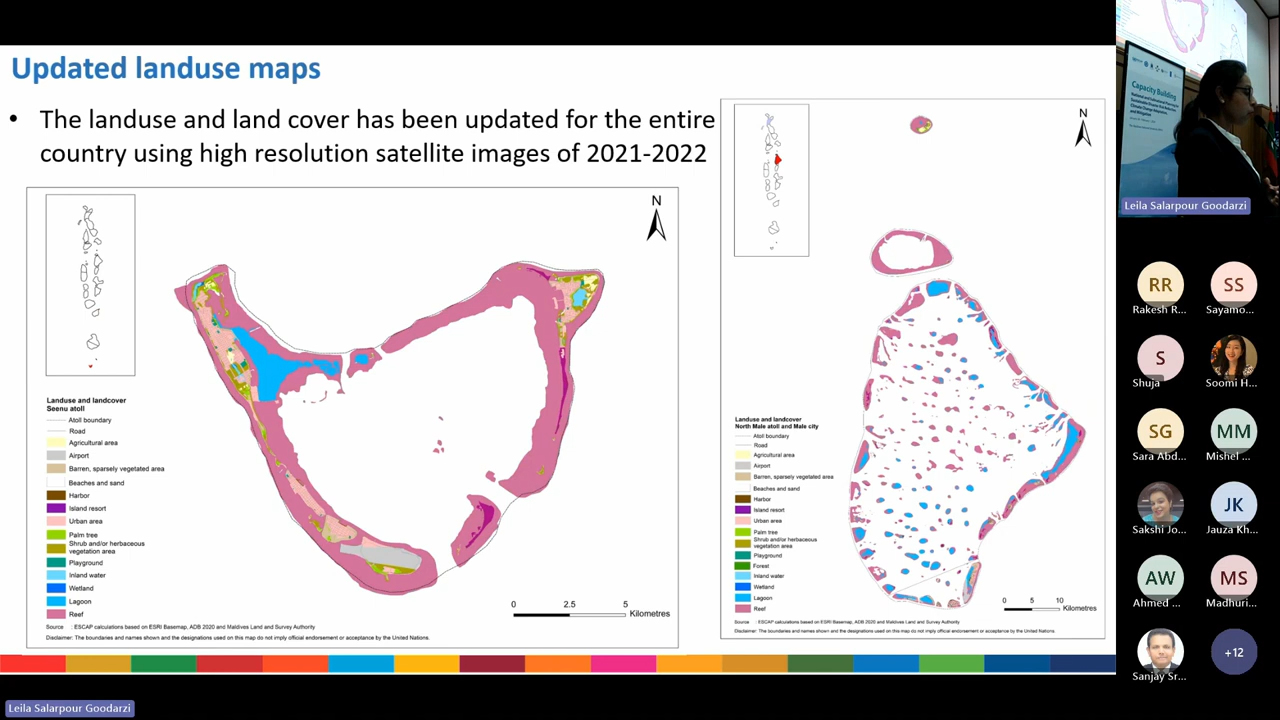 Updated landuse maps
• The landuse and land cover has been updated for the entire
country using high resolution satellite images of 2021-2022
N
Landuse and landcover
Seenu atoll
Atoll boundary
Road
Agricultural area
Airport
Barren, sparsely vegetated area
Beaches and sand
Harbor
Island resort
Urban area
Palm tree
Shrub and/or herbaceous
vegetation area
Playground
Inland water
Wetland
Lagoon
Reef
0 2.5 5
Kilometres
Source : ESCAP calculations based on ESRI Basemap, ADB 2020 and Maldives Land and Survey Authority
Disclaimer: The boundaries and names shown and the designations used on this map do not imply official endorsement or acceptance by the United Nations.
N
Landuse and landcover
North Male atoll and Male city
Atoll boundary
Road
Agricultural area
Airport
Barren, sparsely vegetated area
Beaches and sand
Harbor
Island resort
Urban area
Palm tree
Shrub and/or herbaceous
vegetation area
Playground
Forest
Inland water
Wetland
Lagoon
Reef
0 5 10
Kilometres
Source : ESCAP calculations based on ESRI Basemap, ADB 2020 and Maldives Land and Survey Authority
Disclaimer: The boundaries and names shown and the designations used on this map do not imply official endorsement or acceptance by the United Nations.
Capacity Building
Leila Salarpour Goodarzi
RR SS
Rakesh R... Sayamo...
S
Shuja Soomi H...
SG MM
Sara Abd... Mishel ...
JK
Sakshi Jo... Jauza Kh...
AW MS
Ahmed ... Madhuri...
+12
Sanjay Sr...
Leila Salarpour Goodarzi